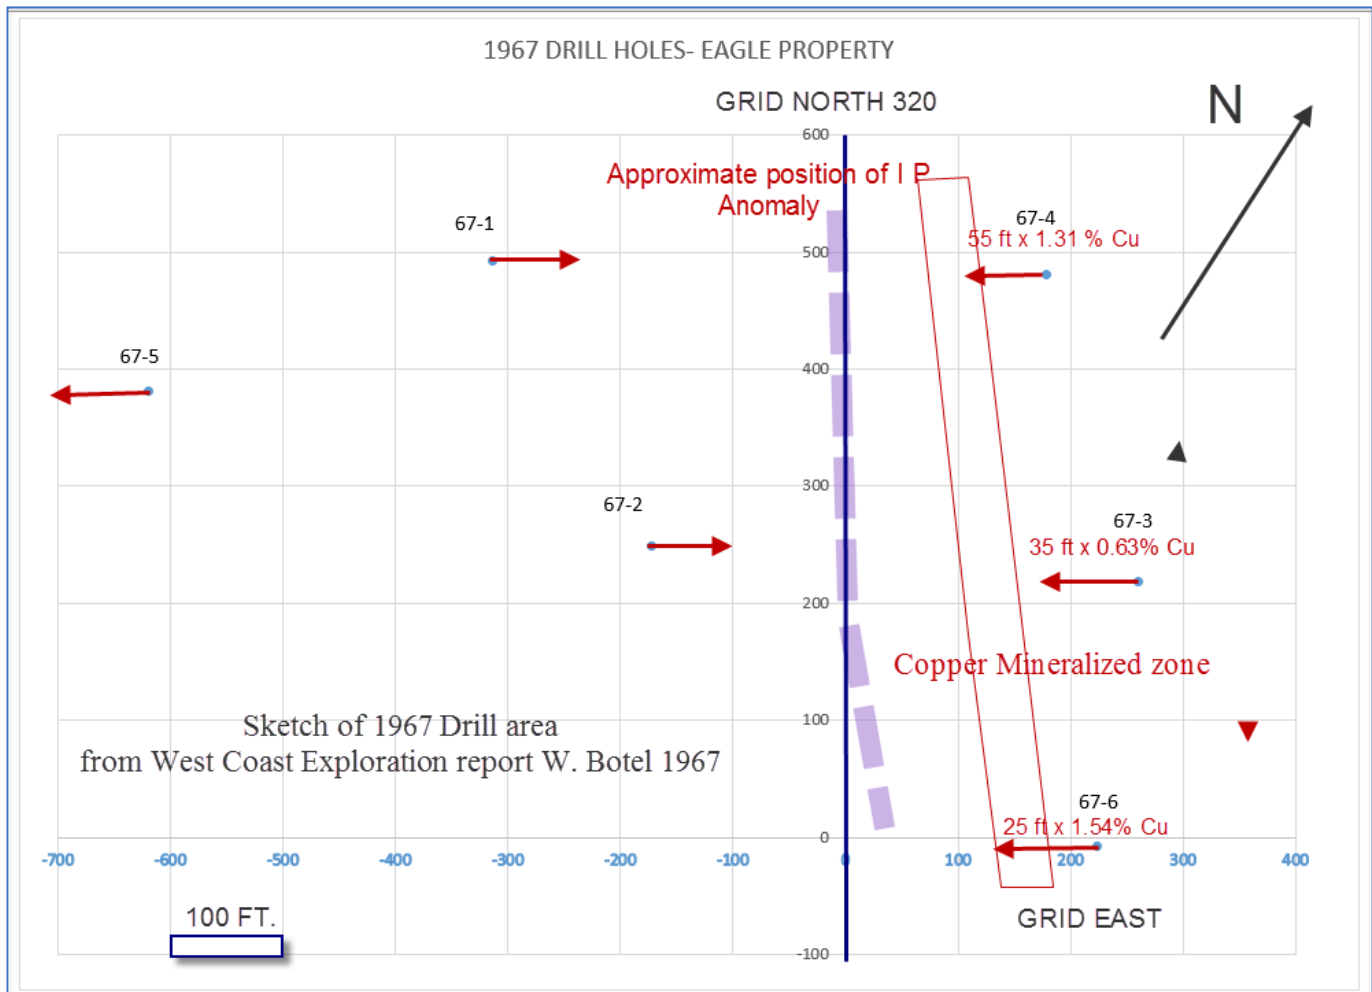 1967 DRILL HOLES- EAGLE PROPERTY
GRID NORTH 320
N
600
Approximate position of I P
Anomaly
67-1
67-4
55 ft x 1.31 % Cu
500
67-5
400
67-2
300
67-3
35 ft x 0.63% Cu
200
Copper Mineralized zone
100
Sketch of 1967 Drill area
from West Coast Exploration report W. Botel 1967
67-6
25 ft x 1.54% Cu
0
-700 -600 -500 -400 -300 -200 -100 0 100 200 300 400
100 FT.
GRID EAST
-100